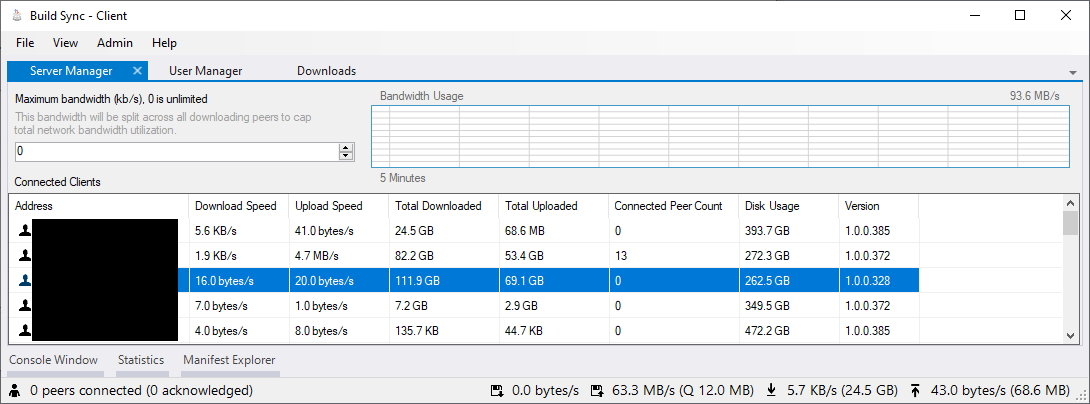 Build Sync - Client
File View Admin Help
Server Manager User Manager Downloads
Maximum bandwidth (kb/s), 0 is unlimited
This bandwidth will be split across all downloading peers to cap
total network bandwidth utilization.
0
Bandwidth Usage 93.6 MB/s
5 Minutes
Connected Clients
Address Download Speed Upload Speed Total Downloaded Total Uploaded Connected Peer Count Disk Usage Version
5.6 KB/s 41.0 bytes/s 24.5 GB 68.6 MB 0 393.7 GB 1.0.0.385
1.9 KB/s 4.7 MB/s 82.2 GB 53.4 GB 13 272.3 GB 1.0.0.372
16.0 bytes/s 20.0 bytes/s 111.9 GB 69.1 GB 0 262.5 GB 1.0.0.328
7.0 bytes/s 1.0 bytes/s 7.2 GB 2.9 GB 0 349.5 GB 1.0.0.372
4.0 bytes/s 8.0 bytes/s 135.7 KB 44.7 KB 0 472.2 GB 1.0.0.385
Console Window Statistics Manifest Explorer
0 peers connected (0 acknowledged) 0.0 bytes/s 63.3 MB/s (Q 12.0 MB) 5.7 KB/s (24.5 GB) 43.0 bytes/s (68.6 MB)